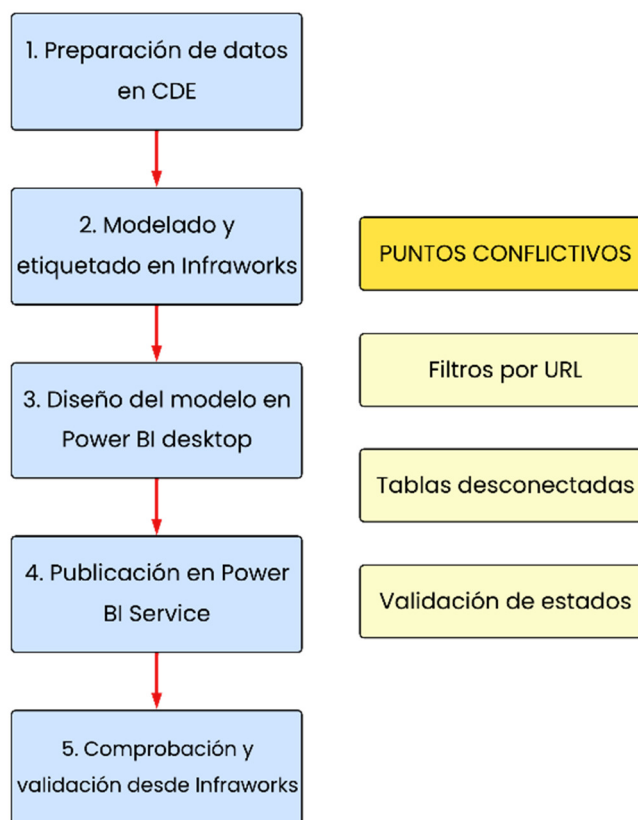 1. Preparación de datos
en CDE
2. Modelado y
etiquetado en Infraworks
3. Diseño del modelo en
Power BI desktop
4. Publicación en Power
BI Service
5. Comprobación y
validación desde Infraworks
PUNTOS CONFLICTIVOS
Filtros por URL
Tablas desconectadas
Validación de estados